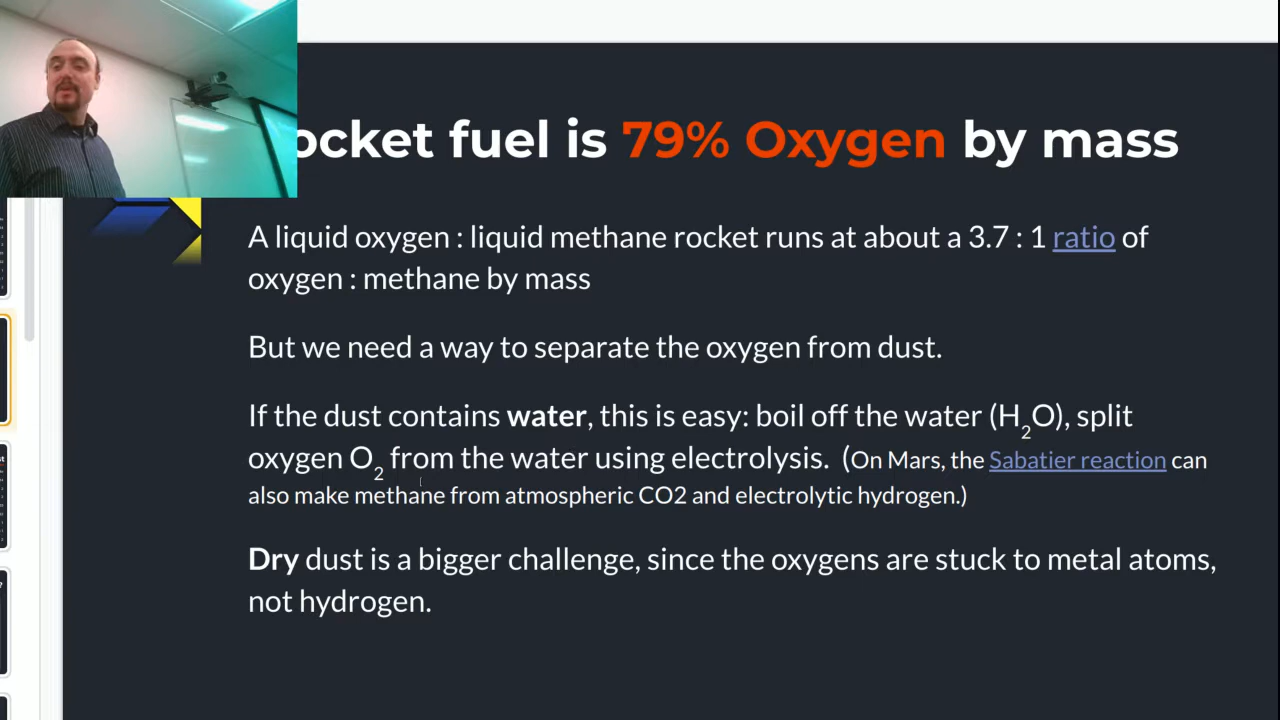 ocket fuel is 79% Oxygen by mass
A liquid oxygen : liquid methane rocket runs at about a 3.7 : 1 ratio of
oxygen : methane by mass
But we need a way to separate the oxygen from dust.
If the dust contains water, this is easy: boil off the water (H2O), split
oxygen O2 from the water using electrolysis. (On Mars, the Sabatier reaction can
also make methane from atmospheric CO2 and electrolytic hydrogen.)
Dry dust is a bigger challenge, since the oxygens are stuck to metal atoms,
not hydrogen.